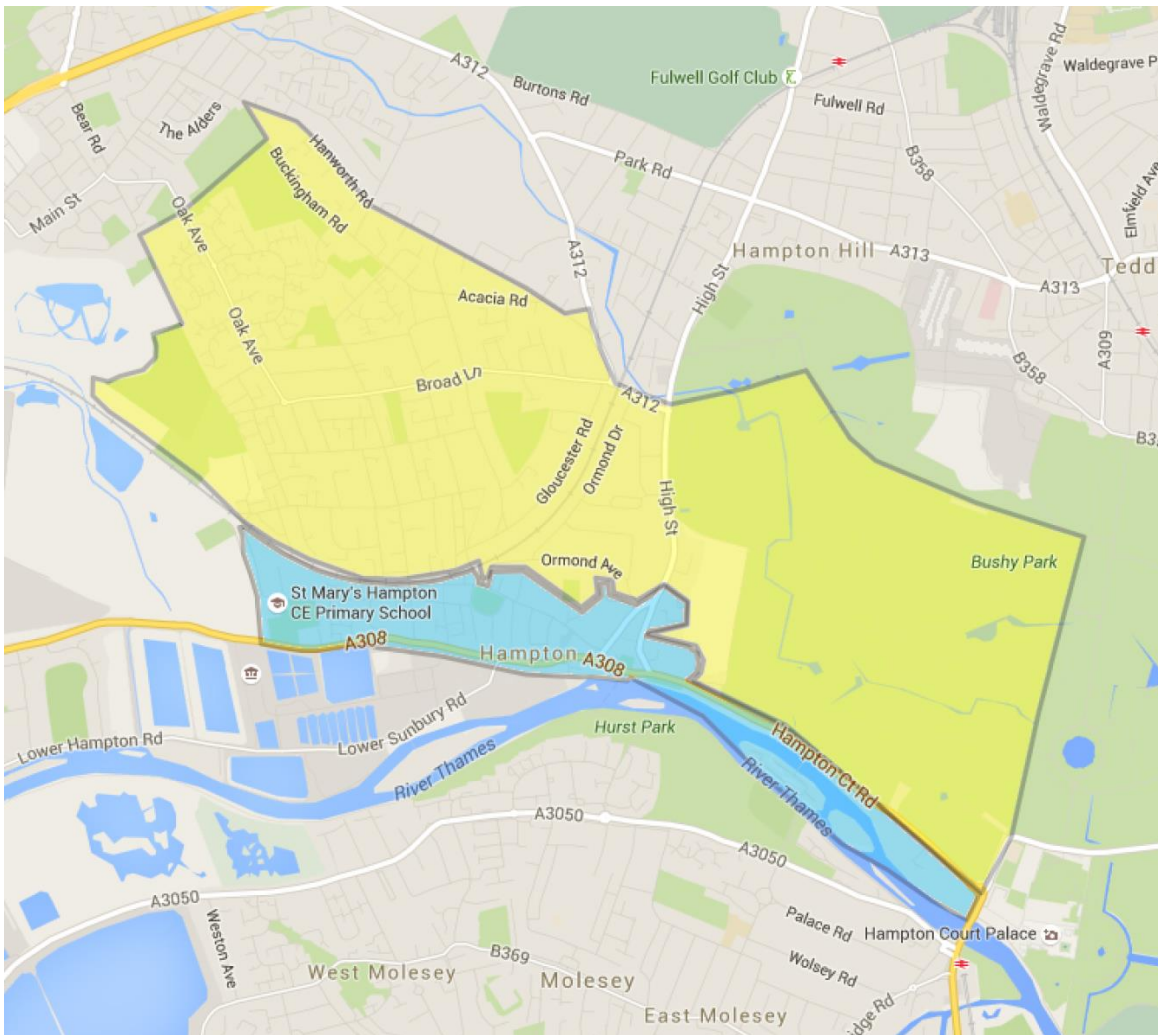 A312
Burtons Rd
Fulwell Golf Club
Fulwell Rd
Waldegrave Rd
Waldegrave P
Bear Rd
The Alders
Hanworth Rd
Buckingham Rd
Park Rd
B358
Elmfield Ave
Main St
Oak Ave
A312
High St
Hampton Hill
A313
Tedd
A313
Acacia Rd
Oak Ave
Broad Ln
A312
B358
A309
Gloucester Rd
Ormond Dr
High St
Ormond Ave
Bushy Park
St Mary's Hampton
CE Primary School
A308
Hampton
A308
Lower Hampton Rd
Lower Sunbury Rd
Hurst Park
Hampton Ct Rd
River Thames
River Thames
A3050
A3050
A3050
Weston Ave
Palace Rd
Hampton Court Palace
West Molesey
B369
Molesey
Wolsey Rd
East Molesey
idge Rd